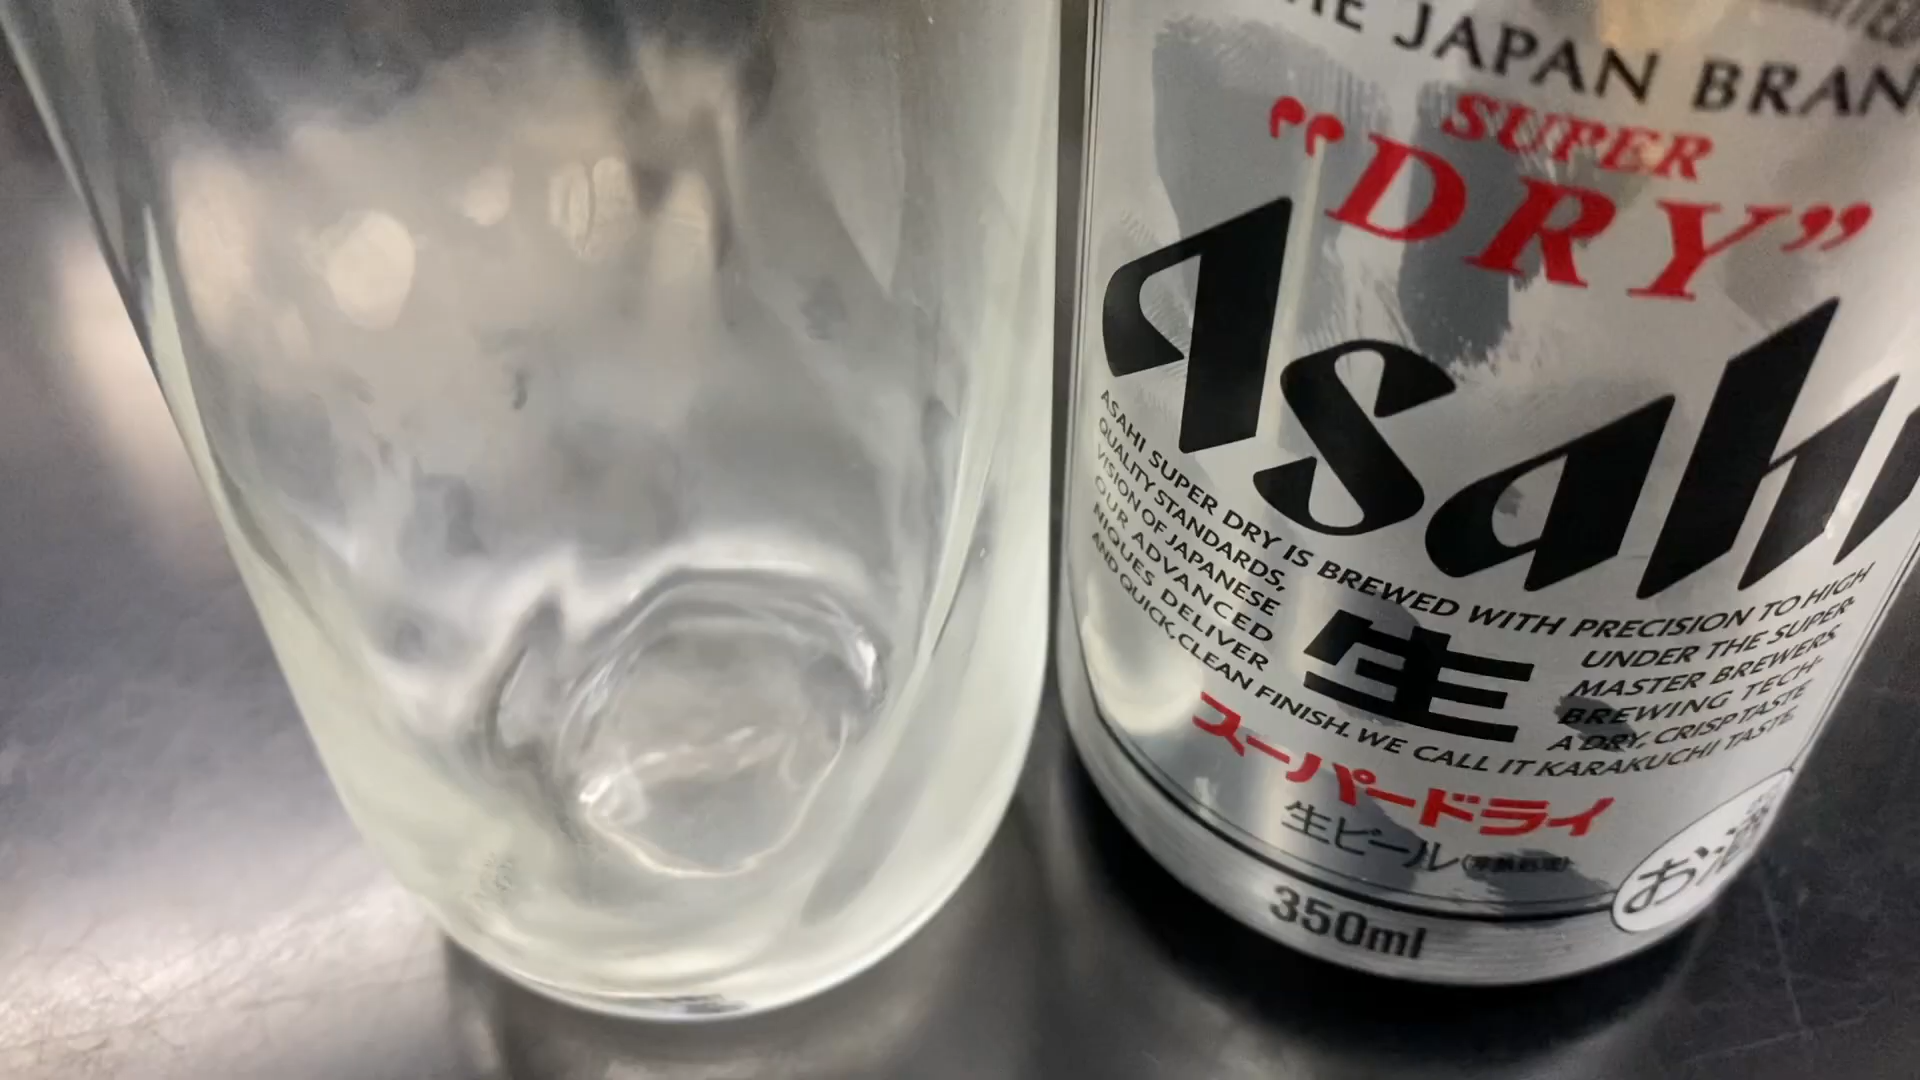 THE JAPAN BRAN
SUPER
"DRY"
Asahi
ASAHI SUPER DRY IS BREWED WITH PRECISION TO HIGH
QUALITY STANDARDS, UNDER THE SUPER-
VISION OF JAPANESE MASTER BREWERS.
OUR ADVANCED BREWING TECH-
NIQUES DELIVER A DRY, CRISP TASTE
AND QUICK, CLEAN FINISH. WE CALL IT KARAKUCHI TASTE.
生
スーパードライ
生ビール
350ml
お酒